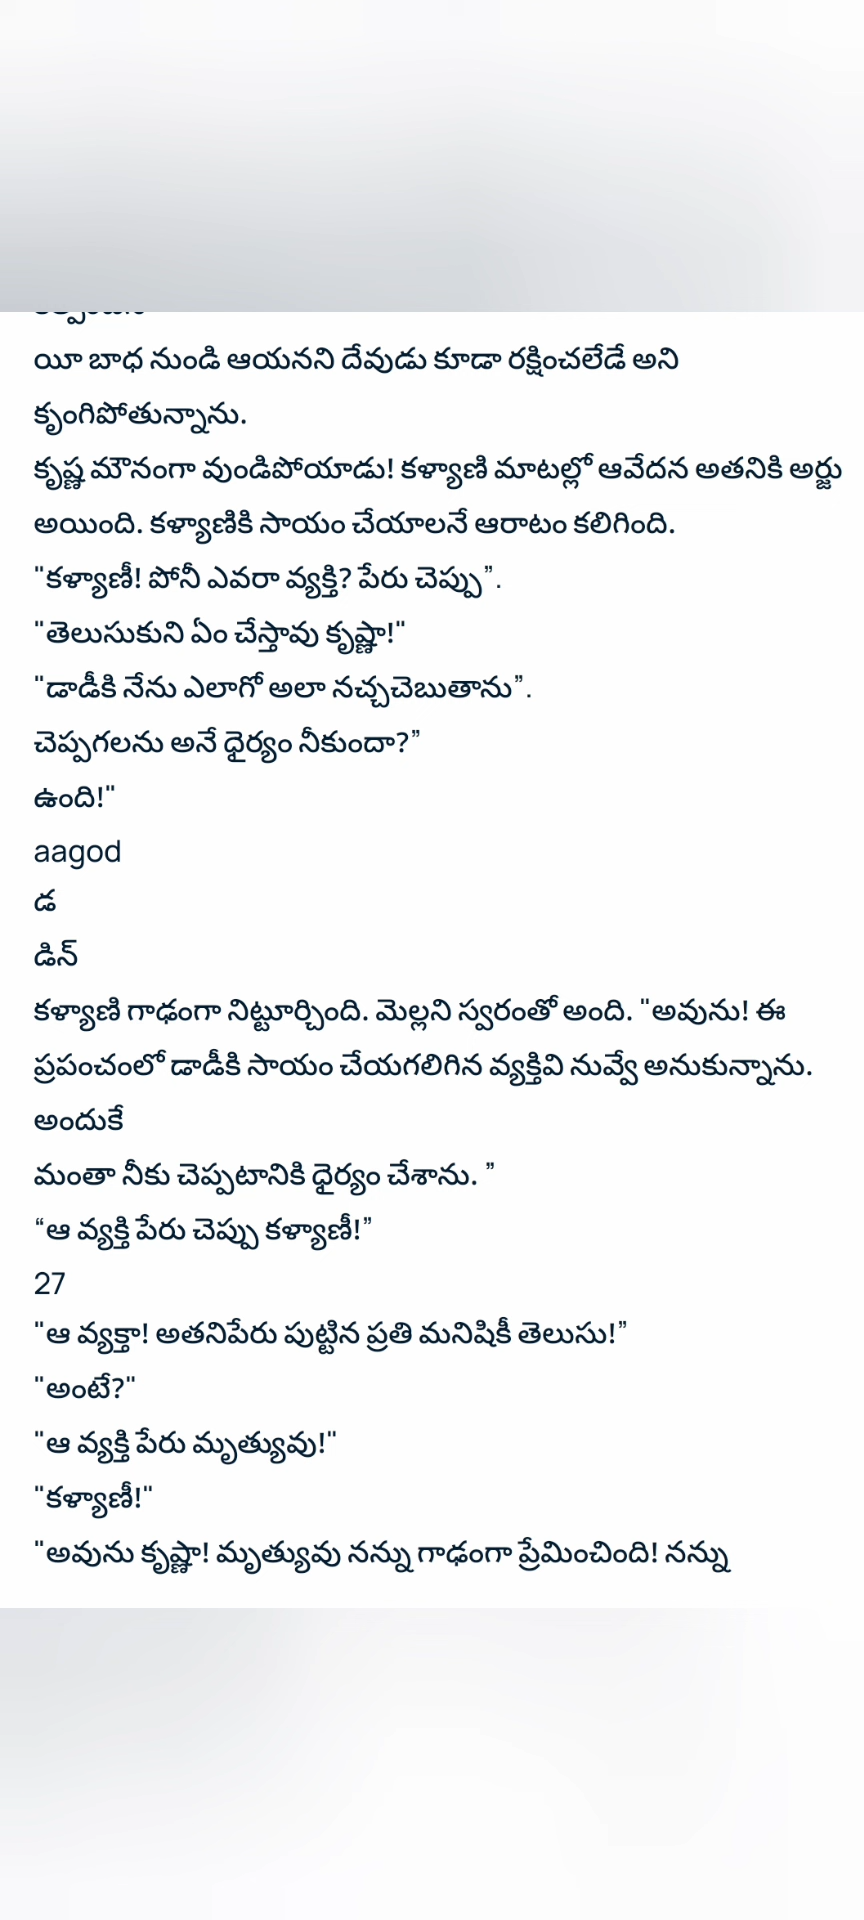 యీ బాధ నుండి ఆయనని దేవుడు కూడా రక్షించలేడే అని
కృంగిపోతున్నాను.
కృష్ణ మౌనంగా వుండిపోయాడు! కళ్యాణి మాటల్లో ఆవేదన అతనికి అర్థు
అయింది. కళ్యాణికి సాయం చేయాలనే ఆరాటం కలిగింది.
"కళ్యాణీ! పోనీ ఎవరా వ్యక్తి? పేరు చెప్పు”.
"తెలుసుకుని ఏం చేస్తావు కృష్ణా!"
"డాడీకి నేను ఎలాగో అలా నచ్చచెబుతాను”.
చెప్పగలను అనే ధైర్యం నీకుందా?”
ఉంది!"
aagod
డ
డిన్
కళ్యాణి గాఢంగా నిట్టూర్చింది. మెల్లని స్వరంతో అంది. "అవును! ఈ
ప్రపంచంలో డాడీకి సాయం చేయగలిగిన వ్యక్తివి నువ్వే అనుకున్నాను.
అందుకే
మంతా నీకు చెప్పటానికి ధైర్యం చేశాను. ”
“ఆ వ్యక్తి పేరు చెప్పు కళ్యాణీ!”
27
"ఆ వ్యక్తా! అతనిపేరు పుట్టిన ప్రతి మనిషికీ తెలుసు!”
"అంటే?"
"ఆ వ్యక్తి పేరు మృత్యువు!"
"కళ్యాణీ!"
"అవును కృష్ణా! మృత్యువు నన్ను గాఢంగా ప్రేమించింది! నన్ను